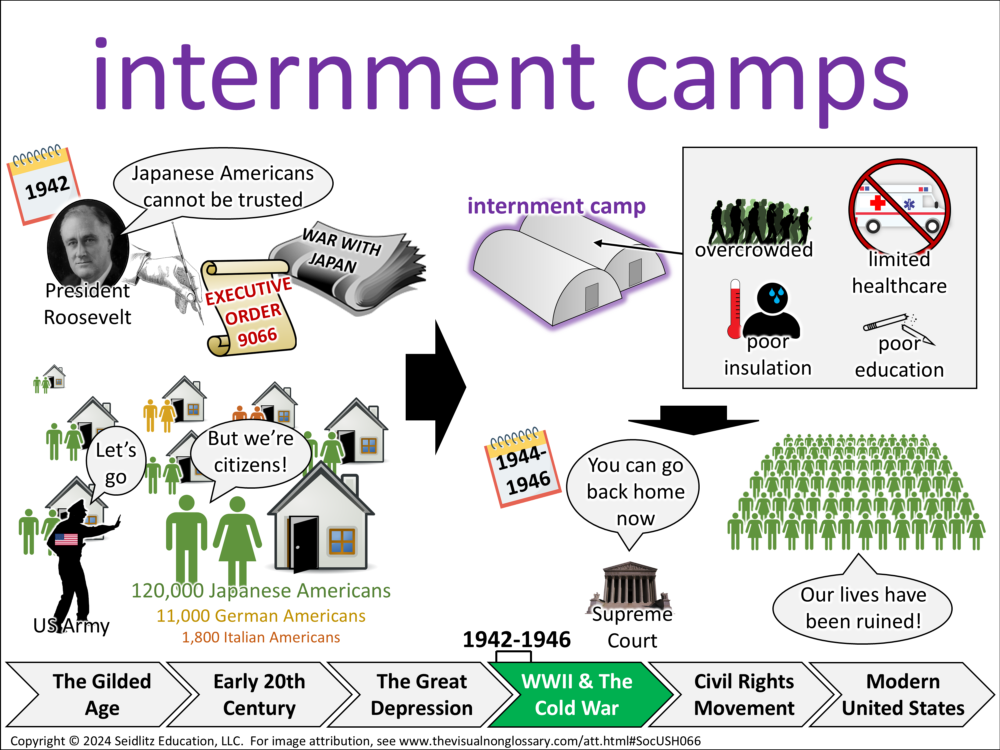 internment camps
1942
Japanese Americans
cannot be trusted
President
Roosevelt
WAR WITH
JAPAN
EXECUTIVE
ORDER
9066
internment camp
overcrowded
limited
healthcare
poor
insulation
poor
education
Let's
go
But we're
citizens!
US Army
120,000 Japanese Americans
11,000 German Americans
1,800 Italian Americans
1944-
1946
You can go
back home
now
Supreme
Court
Our lives have
been ruined!
1942-1946
The Gilded
Age
Early 20th
Century
The Great
Depression
WWII & The
Cold War
Civil Rights
Movement
Modern
United States
Copyright © 2024 Seidlitz Education, LLC.  For image attribution, see www.thevisualnonglossary.com/att.html#SocUSH066